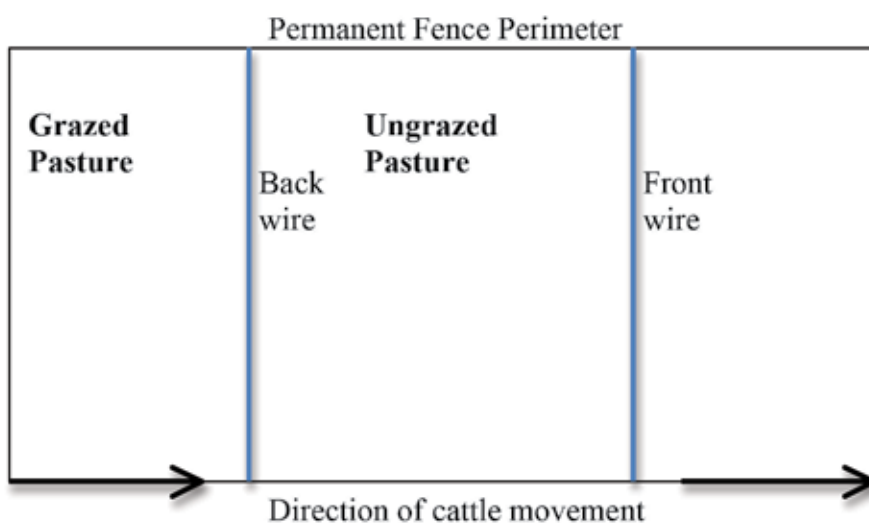 Permanent Fence Perimeter
Grazed
Pasture
Ungrazed
Pasture
Back
wire
Front
wire
Direction of cattle movement